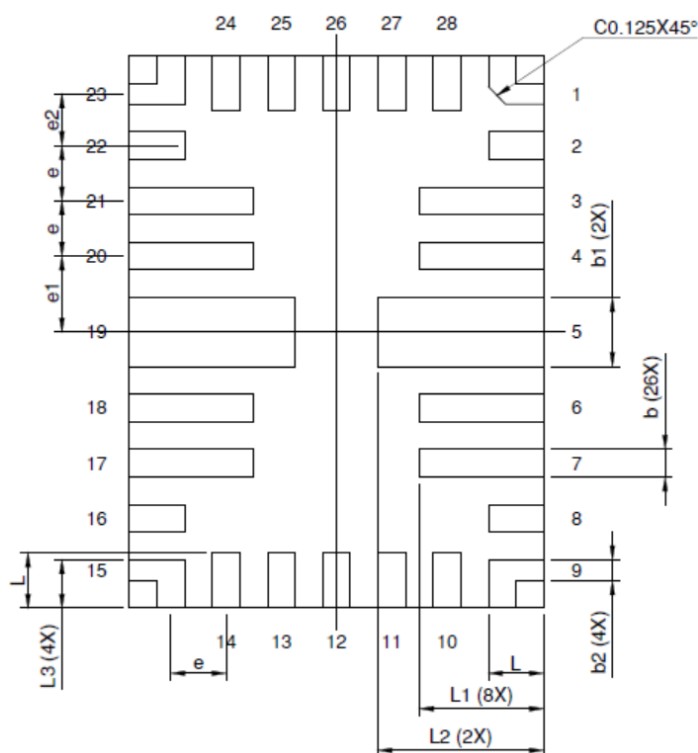 24 25 26 27 28
C0.125X45°
23 1
e2
22 2
e
21 3
e
20 4
b1 (2X)
e1
19 5
18 6
b (26X)
17 7
16 8
15 9
L
L3 (4X)
b2 (4X)
14 13 12 11 10
e L
L1 (8X)
L2 (2X)